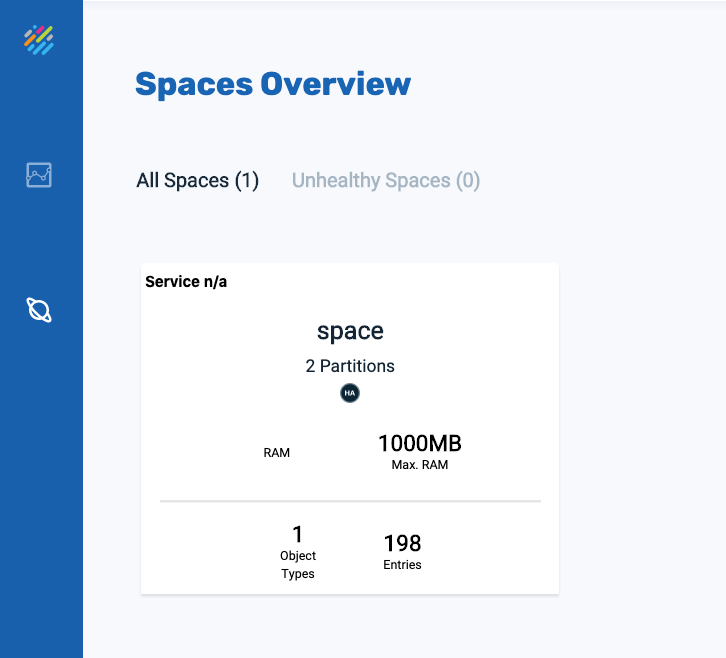 Spaces Overview
All Spaces (1) Unhealthy Spaces (0)
Service n/a
space
2 Partitions
HA
RAM
1000MB
Max. RAM
1
Object
Types
198
Entries